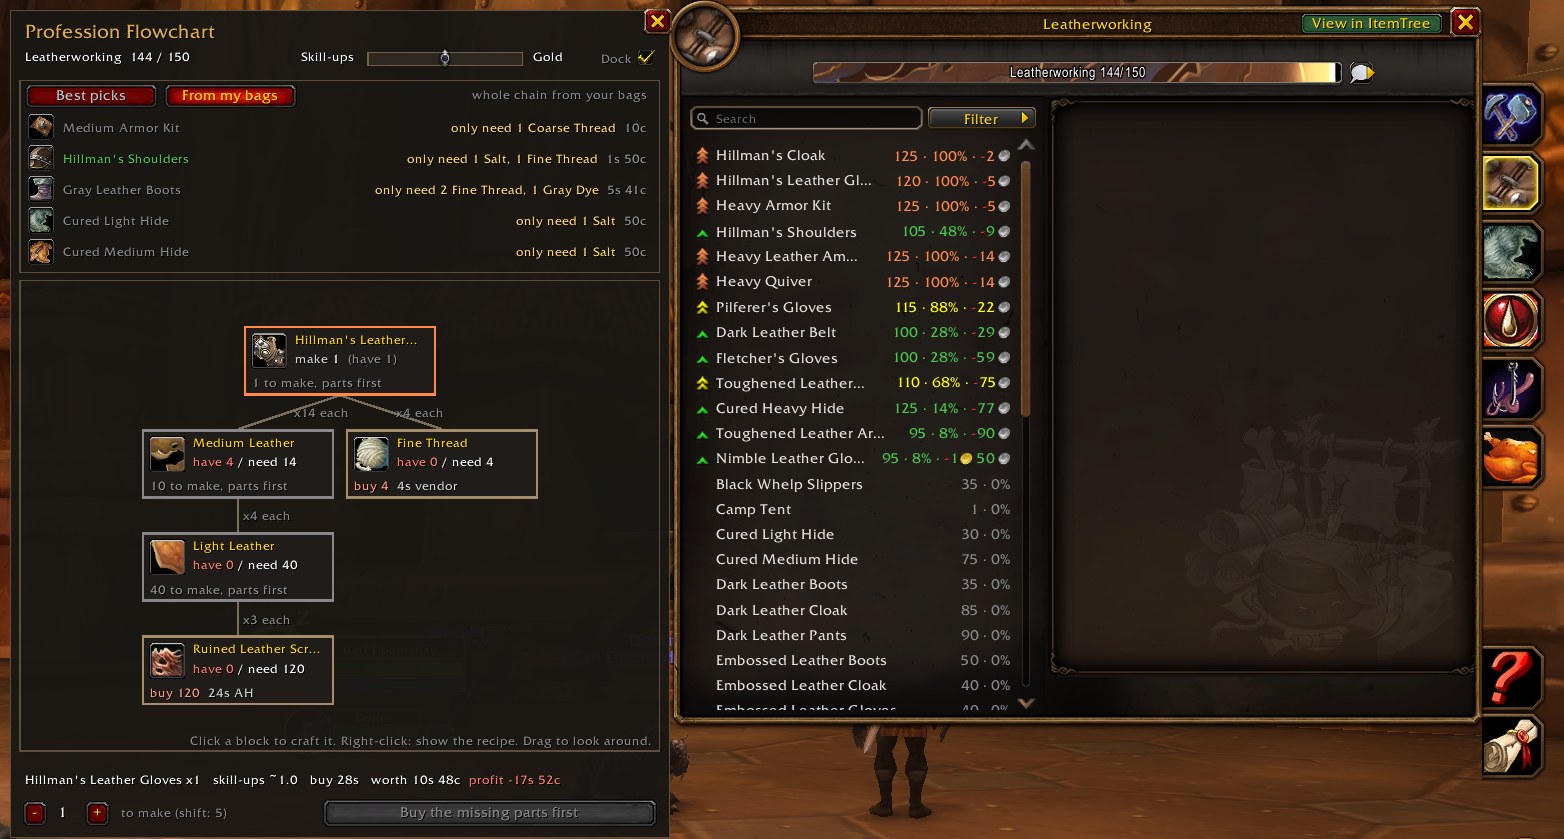 Profession Flowchart
Leatherworking 144 / 150
Skill-ups
Gold
Dock
Best picks
From my bags
whole chain from your bags
Medium Armor Kit only need 1 Coarse Thread 10c
Hillman's Shoulders only need 1 Salt, 1 Fine Thread 1s 50c
Gray Leather Boots only need 2 Fine Thread, 1 Gray Dye 5s 41c
Cured Light Hide only need 1 Salt 50c
Cured Medium Hide only need 1 Salt 50c
Hillman's Leather...
make 1 (have 1)
1 to make, parts first
x14 each
x4 each
Medium Leather
have 4 / need 14
10 to make, parts first
Fine Thread
have 0 / need 4
buy 4 4s vendor
x4 each
Light Leather
have 0 / need 40
40 to make, parts first
x3 each
Ruined Leather Scr...
have 0 / need 120
buy 120 24s AH
Click a block to craft it. Right-click: show the recipe. Drag to look around.
Hillman's Leather Gloves x1 skill-ups ~1.0 buy 28s worth 10s 48c profit -17s 52c
- 1 + to make (shift: 5)
Buy the missing parts first
Leatherworking
View in ItemTree
Leatherworking 144/150
Search
Filter
Hillman's Cloak 125 · 100% · -2
Hillman's Leather Gl... 120 · 100% · -5
Heavy Armor Kit 125 · 100% · -5
Hillman's Shoulders 105 · 48% · -9
Heavy Leather Am... 125 · 100% · -14
Heavy Quiver 125 · 100% · -14
Pilferer's Gloves 115 · 88% · -22
Dark Leather Belt 100 · 28% · -29
Fletcher's Gloves 100 · 28% · -59
Toughened Leather... 110 · 68% · -75
Cured Heavy Hide 125 · 14% · -77
Toughened Leather Ar... 95 · 8% · -90
Nimble Leather Glo... 95 · 8% · -1 50
Black Whelp Slippers 35 · 0%
Camp Tent 1 · 0%
Cured Light Hide 30 · 0%
Cured Medium Hide 75 · 0%
Dark Leather Boots 35 · 0%
Dark Leather Cloak 85 · 0%
Dark Leather Pants 90 · 0%
Embossed Leather Boots 50 · 0%
Embossed Leather Cloak 40 · 0%
Embossed Leather Gloves 40 · 0%